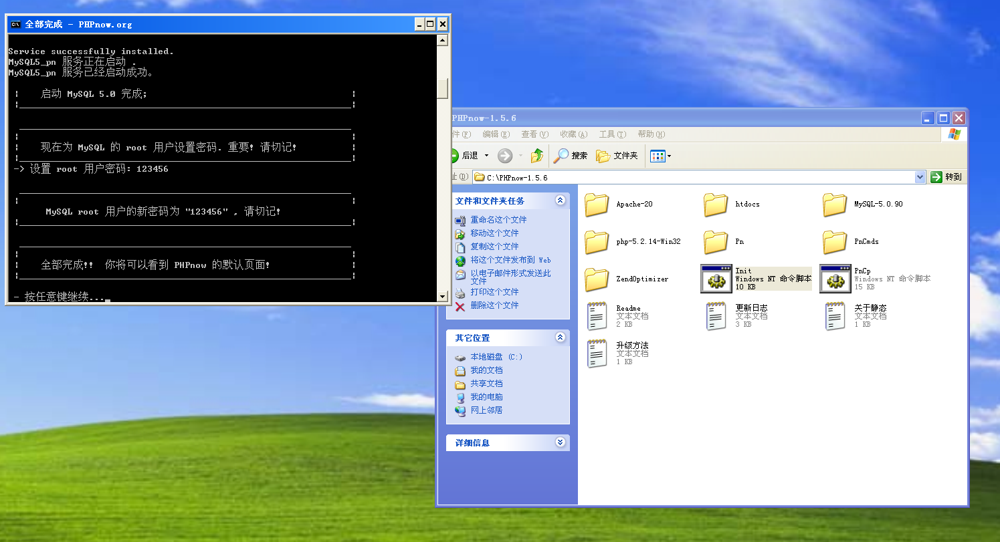 全部完成 - PHPnow.org
Service successfully installed.
MySQL5_pn 服务正在启动 .
MySQL5_pn 服务已经启动成功。
启动 MySQL 5.0 完成;
现在为 MySQL 的 root 用户设置密码. 重要! 请切记!
-> 设置 root 用户密码: 123456
MySQL root 用户的新密码为 "123456" , 请切记!
全部完成!! 你将可以看到 PHPnow 的默认页面!
- 按任意键继续...
PHPnow-1.5.6
件(F) 编辑(E) 查看(V) 收藏(A) 工具(T) 帮助(H)
后退 搜索 文件夹
址(D) C:\PHPnow-1.5.6 转到
文件和文件夹任务
重命名这个文件
移动这个文件
复制这个文件
将这个文件发布到 Web
以电子邮件形式发送此
文件
打印这个文件
删除这个文件
其它位置
本地磁盘 (C:)
我的文档
共享文档
我的电脑
网上邻居
详细信息
Apache-20
htdocs
MySQL-5.0.90
php-5.2.14-Win32
Pn
PnCmds
ZendOptimizer
Init
Windows NT 命令脚本
10 KB
PnCp
Windows NT 命令脚本
15 KB
Readme
文本文档
2 KB
更新日志
文本文档
3 KB
关于静态
文本文档
1 KB
升级方法
文本文档
1 KB